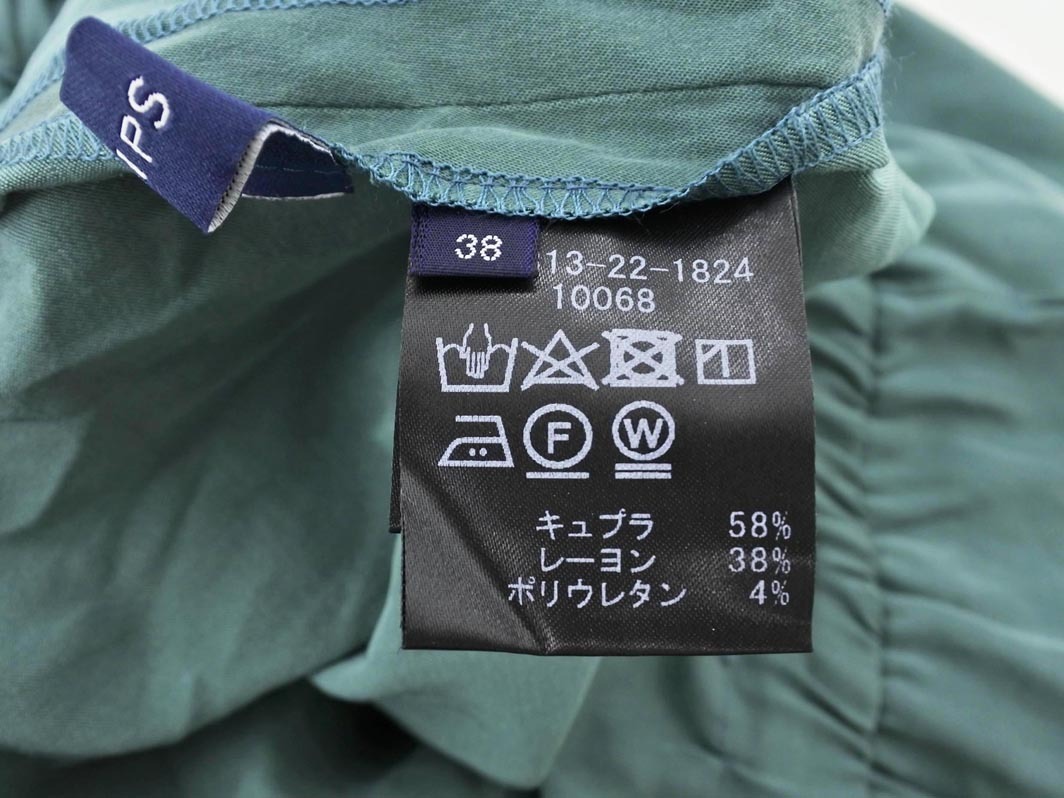 IPS
38
13-22-1824
10068
F W
キュプラ 58%
レーヨン 38%
ポリウレタン 4%